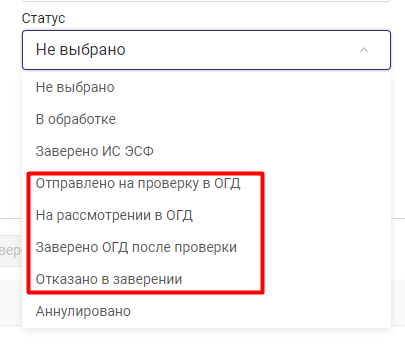 Статус
Не выбрано
Не выбрано
В обработке
Заверено ИС ЭСФ
Отправлено на проверку в ОГД
На рассмотрении в ОГД
Заверено ОГД после проверки
Отказано в заверении
Аннулировано